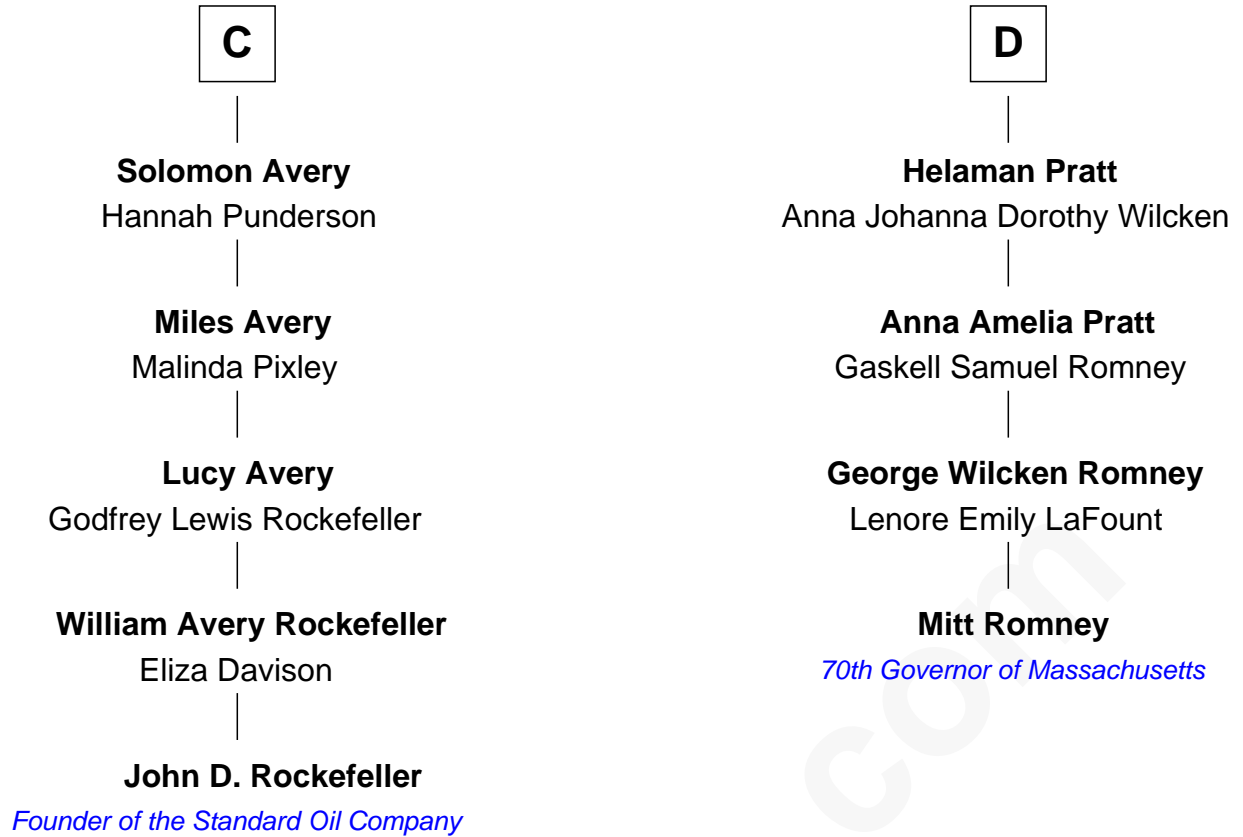 C
Solomon Avery
Hannah Punderson
Miles Avery
Malinda Pixley
Lucy Avery
Godfrey Lewis Rockefeller
William Avery Rockefeller
Eliza Davison
John D. Rockefeller
Founder of the Standard Oil Company
D
Helaman Pratt
Anna Johanna Dorothy Wilcken
Anna Amelia Pratt
Gaskell Samuel Romney
George Wilcken Romney
Lenore Emily LaFount
Mitt Romney
70th Governor of Massachusetts
com